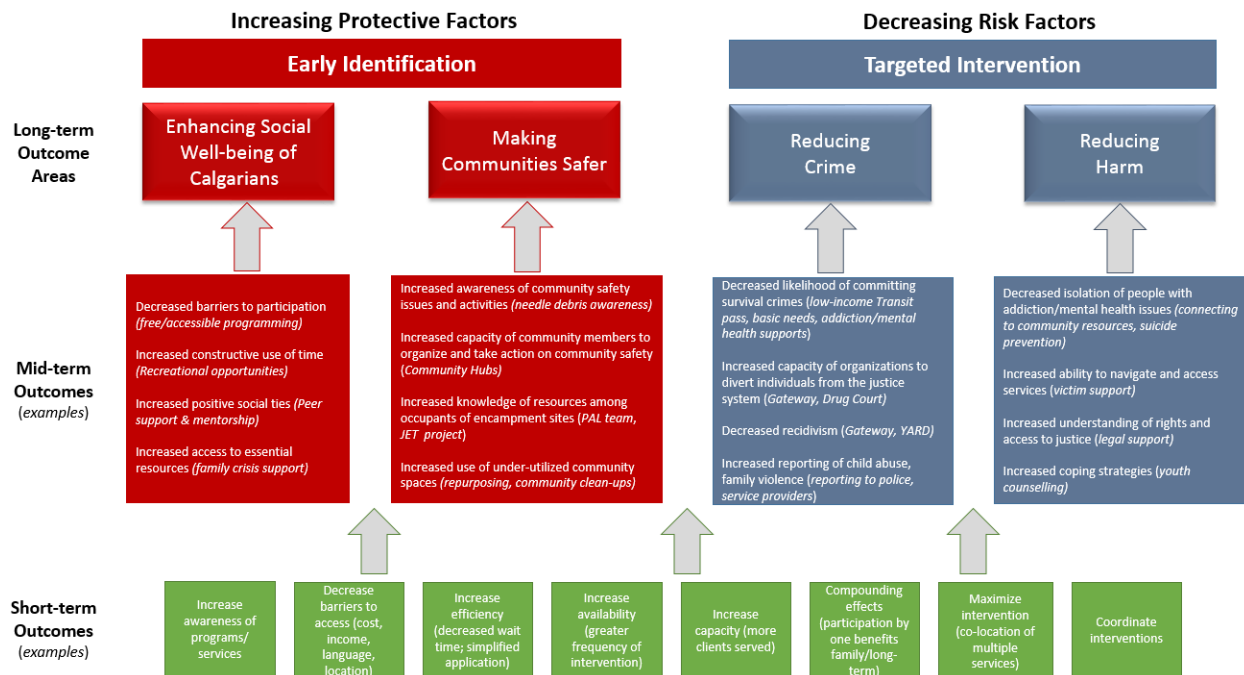 Increasing Protective Factors
Decreasing Risk Factors
Early Identification
Targeted Intervention
Long-term
Outcome
Areas
Enhancing Social
Well-being of
Calgarians
Making
Communities Safer
Reducing
Crime
Reducing
Harm
Mid-term
Outcomes
(examples)
Decreased barriers to participation
(free/accessible programming)
Increased constructive use of time
(Recreational opportunities)
Increased positive social ties (Peer
support & mentorship)
Increased access to essential
resources (family crisis support)
Increased awareness of community safety
issues and activities (needle debris awareness)
Increased capacity of community members to
organize and take action on community safety
(Community Hubs)
Increased knowledge of resources among
occupants of encampment sites (PAL team,
JET project)
Increased use of under-utilized community
spaces (repurposing, community clean-ups)
Decreased likelihood of committing
survival crimes (low-income Transit
pass, basic needs, addiction/mental
health supports)
Increased capacity of organizations to
divert individuals from the justice
system (Gateway, Drug Court)
Decreased recidivism (Gateway, YARD)
Increased reporting of child abuse,
family violence (reporting to police,
service providers)
Decreased isolation of people with
addiction/mental health issues (connecting
to community resources, suicide
prevention)
Increased ability to navigate and access
services (victim support)
Increased understanding of rights and
access to justice (legal support)
Increased coping strategies (youth
counselling)
Short-term
Outcomes
(examples)
Increase
awareness of
programs/
services
Decrease
barriers to
access (cost,
income,
language,
location)
Increase
efficiency
(decreased wait
time; simplified
application)
Increase
availability
(greater
frequency of
intervention)
Increase
capacity (more
clients served)
Compounding
effects
(participation by
one benefits
family/long-
term)
Maximize
intervention
(co-location of
multiple
services)
Coordinate
interventions